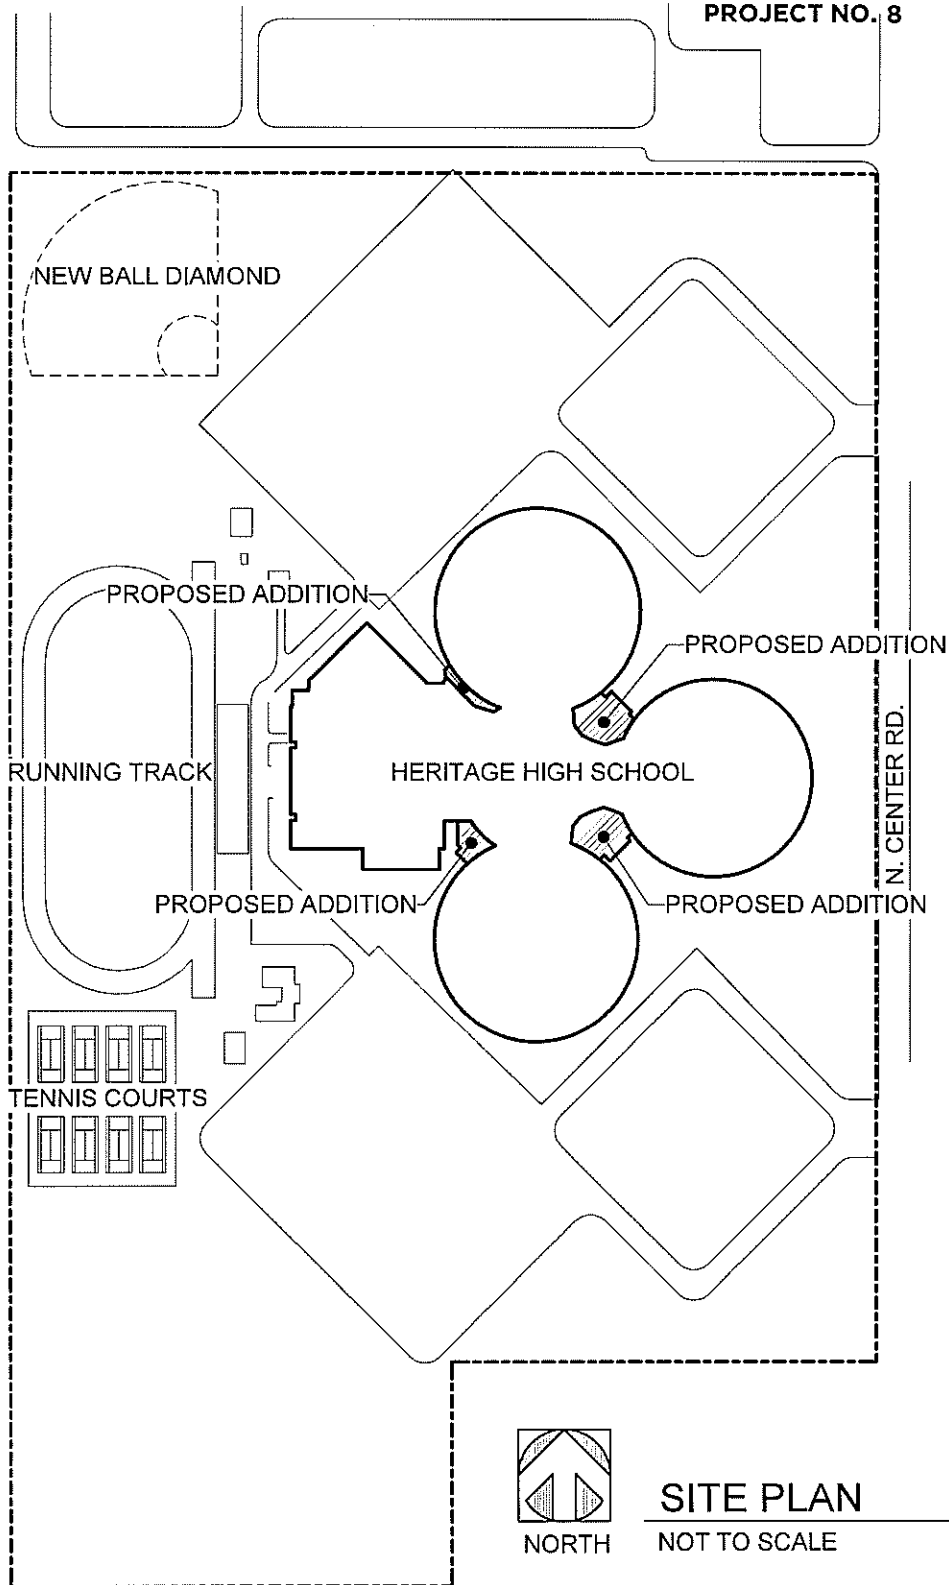 PROJECT NO. 8
NEW BALL DIAMOND
PROPOSED ADDITION
PROPOSED ADDITION
RUNNING TRACK
HERITAGE HIGH SCHOOL
N. CENTER RD.
PROPOSED ADDITION
PROPOSED ADDITION
TENNIS COURTS
SITE PLAN
NORTH
NOT TO SCALE